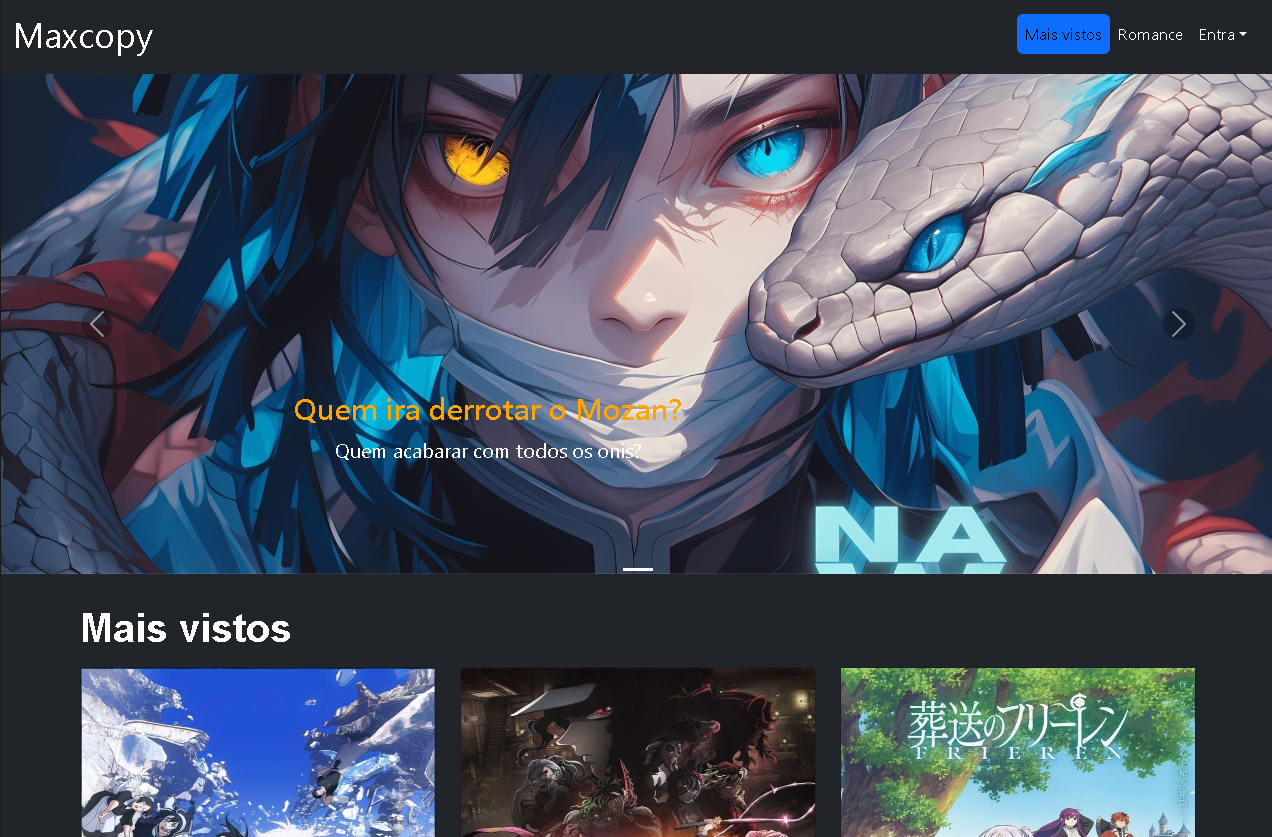 Maxcopy
Mais vistos
Romance
Entra
Quem ira derrotar o Mozan?
Quem acabarar com todos os onis?
NA
Mais vistos
葬送のフリーレン
FRIEREN